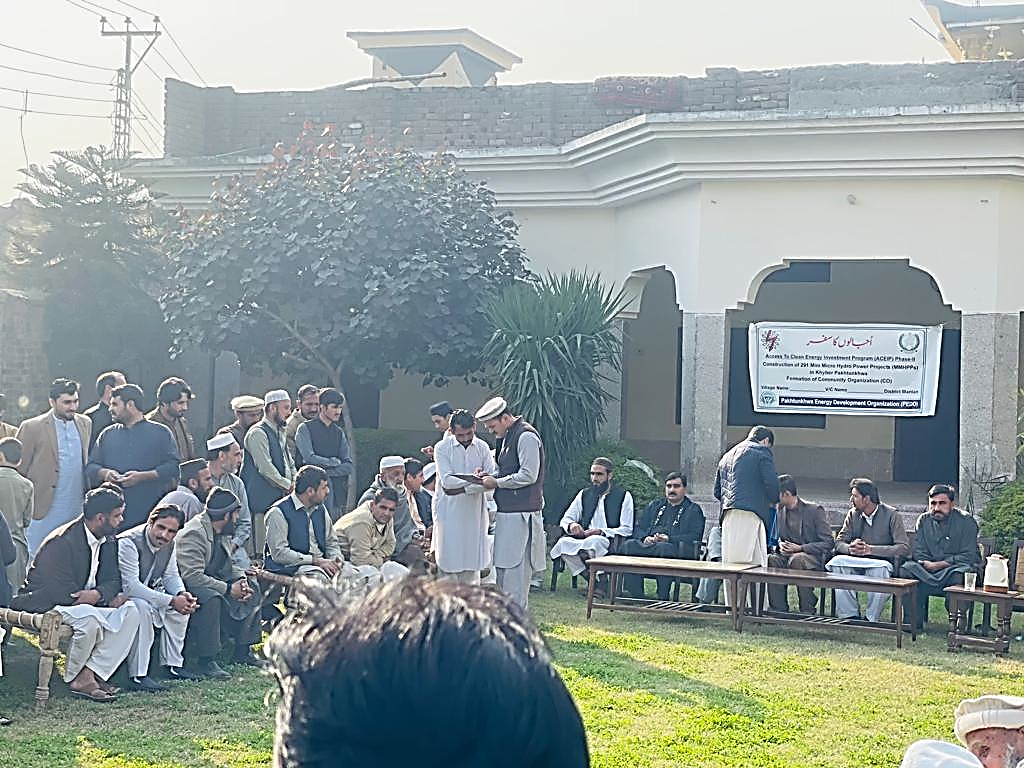 اُجالوں کا سفر
Access To Clean Energy Investment Program (ACEIP) Phase-II
Construction of 291 Mini Micro Hydro Power Projects (MMHPPs)
in Khyber Pakhtunkhwa
Formation of Community Organization (CO)
Village Name V/C Name District Mardan
Pakhtunkhwa Energy Development Organization (PEDO)